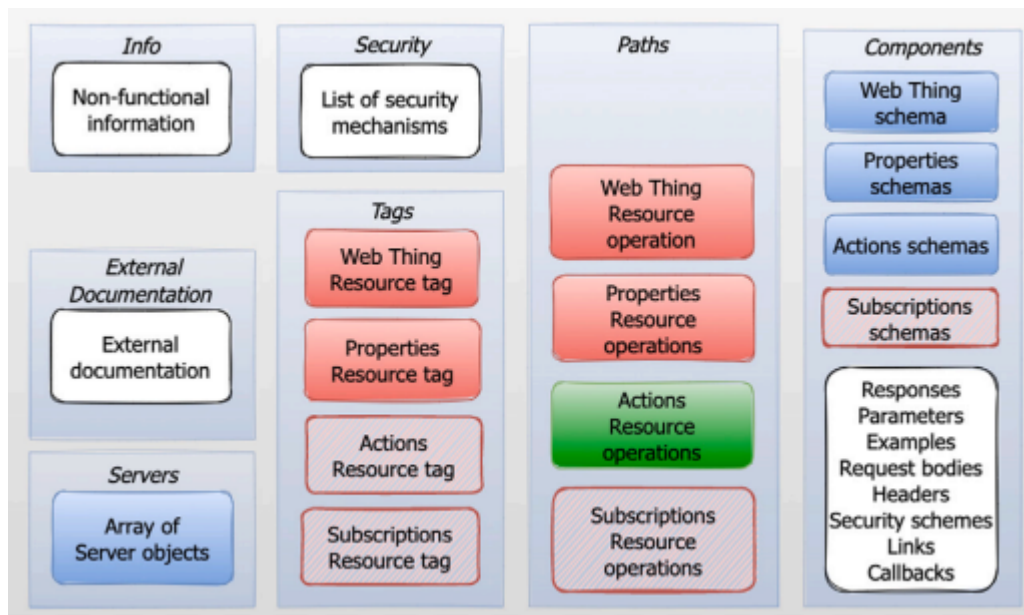 Info
Non-functional
information
External
Documentation
External
documentation
Servers
Array of
Server objects
Security
List of security
mechanisms
Tags
Web Thing
Resource tag
Properties
Resource tag
Actions
Resource tag
Subscriptions
Resource tag
Paths
Web Thing
Resource
operation
Properties
Resource
operations
Actions
Resource
operations
Subscriptions
Resource
operations
Components
Web Thing
schema
Properties
schemas
Actions schemas
Subscriptions
schemas
Responses
Parameters
Examples
Request bodies
Headers
Security schemes
Links
Callbacks